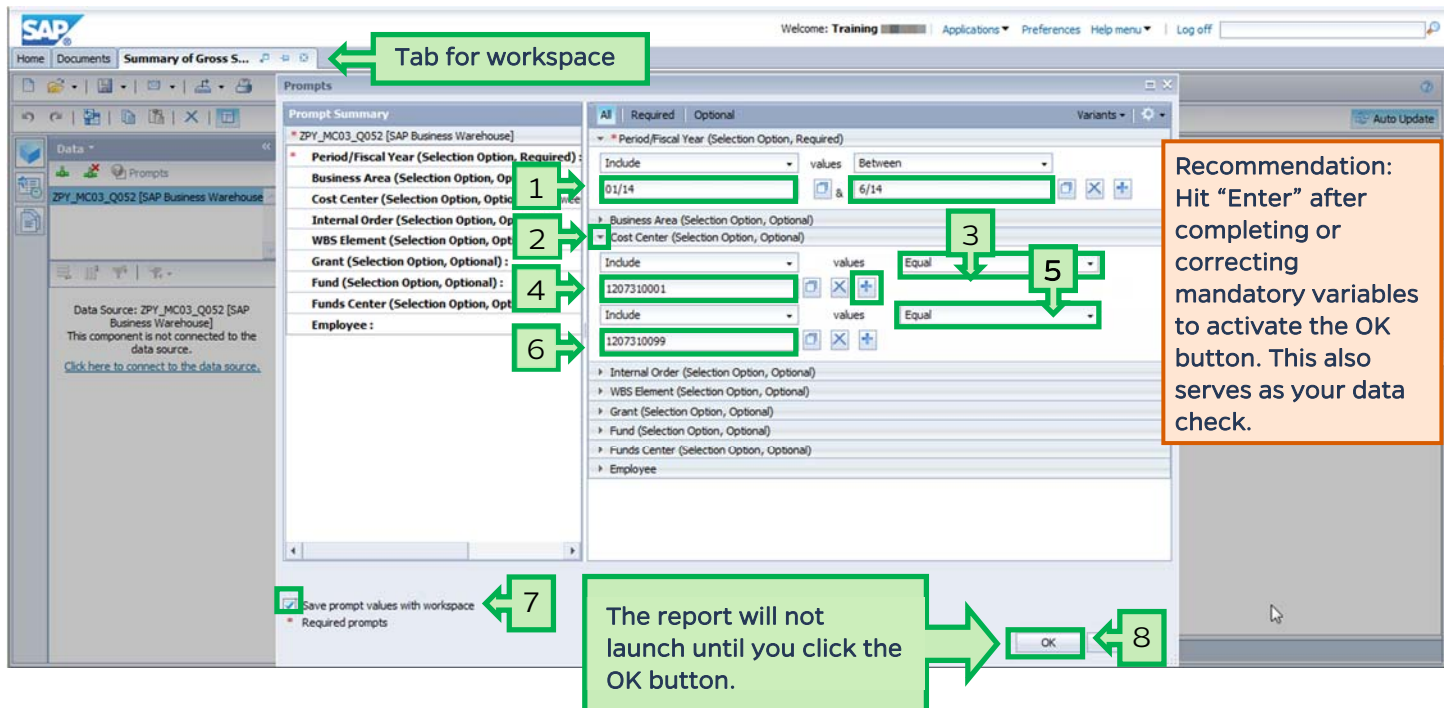 SAP
Welcome: Training
Applications
Preferences
Help menu
Log off
Home
Documents
Summary of Gross S...
Tab for workspace
Prompts
Auto Update
Data
Prompts
ZPY_MC03_Q052 [SAP Business Warehouse
Data Source: ZPY_MC03_Q052 [SAP
Business Warehouse]
This component is not connected to the
data source.
Click here to connect to the data source.
Prompt Summary
* ZPY_MC03_Q052 [SAP Business Warehouse]
* Period/Fiscal Year (Selection Option, Required) :
Business Area (Selection Option, Op
Cost Center (Selection Option, Optio
Internal Order (Selection Option, Op
WBS Element (Selection Option, Opt
Grant (Selection Option, Optional) :
Fund (Selection Option, Optional) :
Funds Center (Selection Option, Opt
Employee :
All
Required
Optional
Variants
* Period/Fiscal Year (Selection Option, Required)
Include values Between
1 01/14 & 6/14
Business Area (Selection Option, Optional)
2 Cost Center (Selection Option, Optional)
3
Include values Equal
4 1207310001
5
Include values Equal
6 1207310099
Internal Order (Selection Option, Optional)
WBS Element (Selection Option, Optional)
Grant (Selection Option, Optional)
Fund (Selection Option, Optional)
Funds Center (Selection Option, Optional)
Employee
Recommendation:
Hit “Enter” after
completing or
correcting
mandatory variables
to activate the OK
button. This also
serves as your data
check.
Save prompt values with workspace 7
* Required prompts
The report will not
launch until you click the
OK button.
OK 8